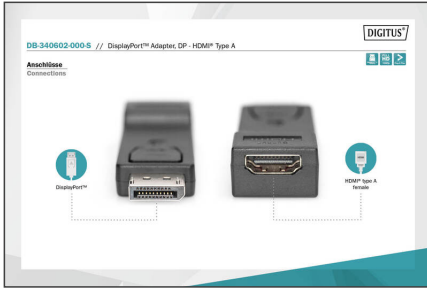 DIGITUS®
DB-340602-000-S // DisplayPort™ Adapter, DP - HDMI® Type A
Anschlüsse
Connections
DisplayPort™
HDMI® type A
female